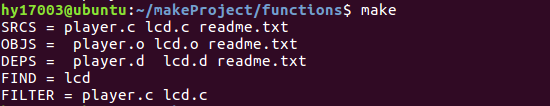 hy17003@ubuntu:~/makeProject/functions$ make
SRCS = player.c lcd.c readme.txt
OBJS =  player.o lcd.o readme.txt
DEPS = player.d  lcd.d readme.txt
FIND = lcd
FILTER = player.c lcd.c